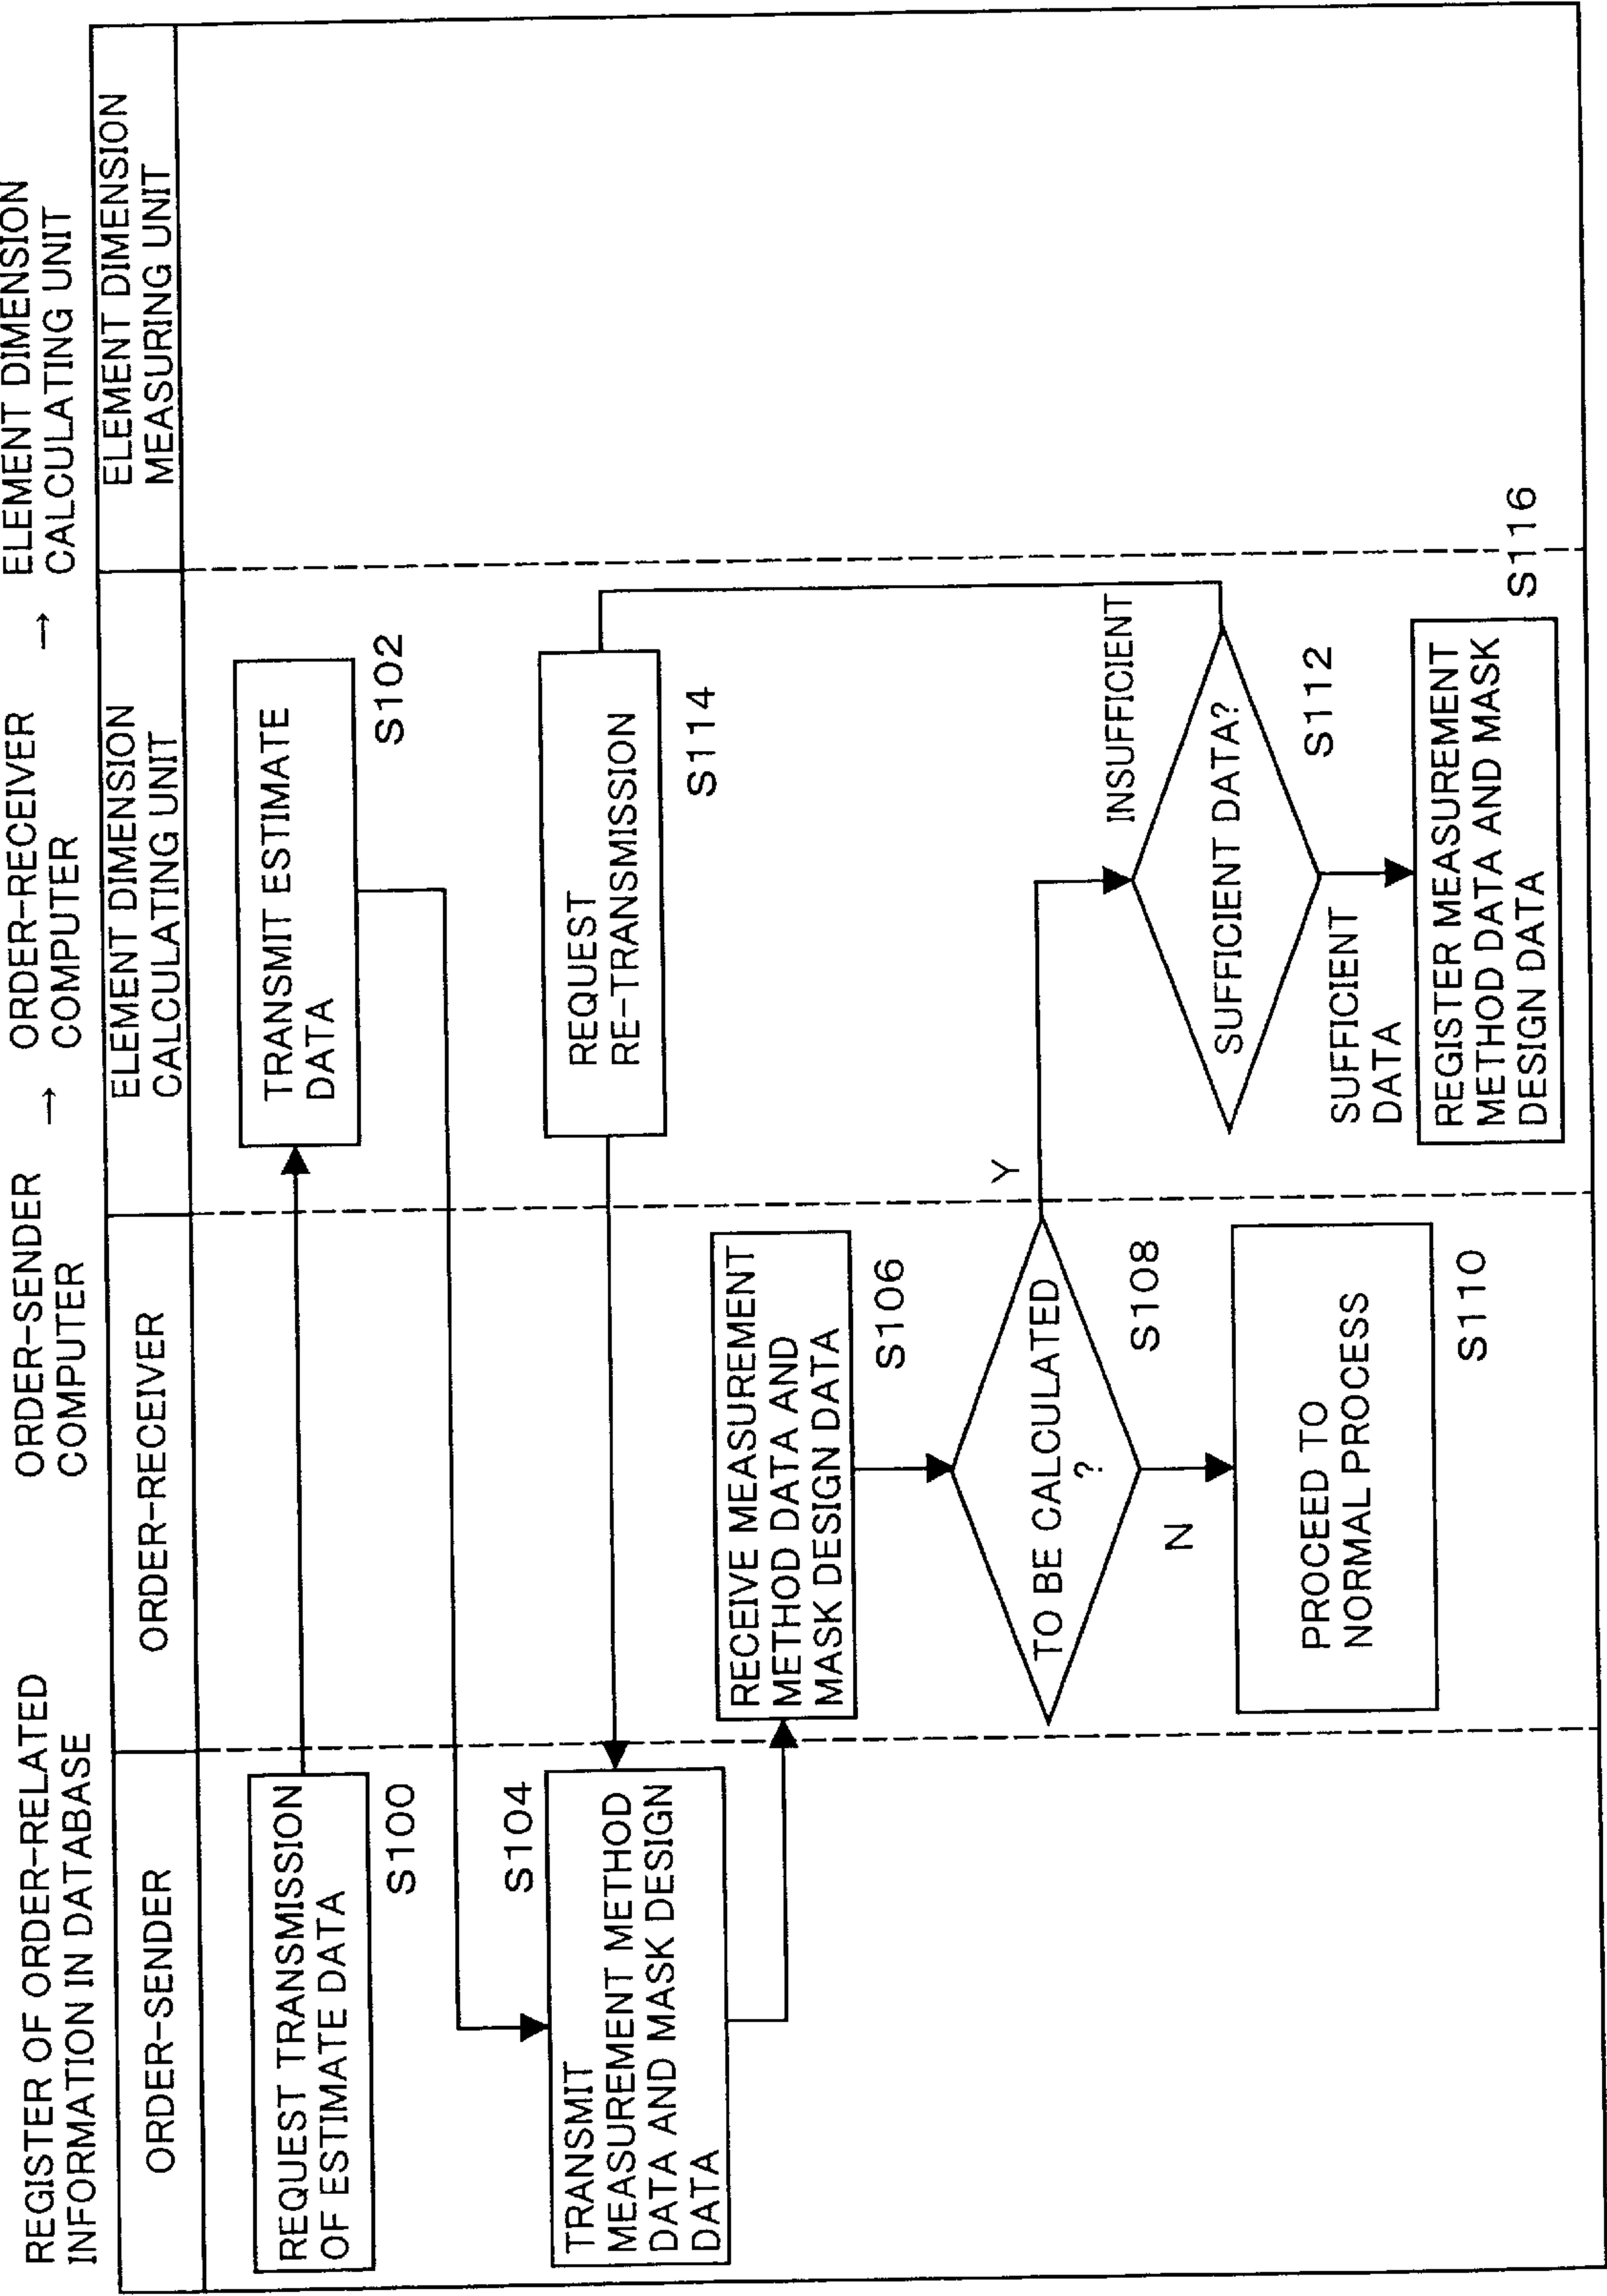 REGISTER OF ORDER-RELATED
INFORMATION IN DATABASE
ORDER-SENDER
COMPUTER
→
ORDER-RECEIVER
COMPUTER
→
ELEMENT DIMENSION
CALCULATING UNIT
ORDER-SENDER
ORDER-RECEIVER
ELEMENT DIMENSION
CALCULATING UNIT
ELEMENT DIMENSION
MEASURING UNIT
REQUEST TRANSMISSION
OF ESTIMATE DATA
S100
TRANSMIT ESTIMATE
DATA
S102
S104
TRANSMIT
MEASUREMENT METHOD
DATA AND MASK DESIGN
DATA
REQUEST
RE-TRANSMISSION
S114
RECEIVE MEASUREMENT
METHOD DATA AND
MASK DESIGN DATA
S106
TO BE CALCULATED
?
S108
Y
N
PROCEED TO
NORMAL PROCESS
S110
INSUFFICIENT
SUFFICIENT DATA?
S112
SUFFICIENT
DATA
REGISTER MEASUREMENT
METHOD DATA AND MASK
DESIGN DATA
S116